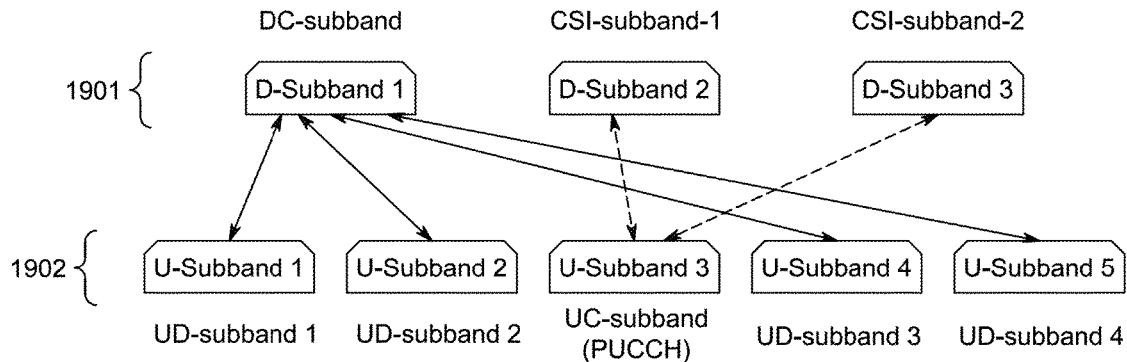 DC-subband CSI-subband-1 CSI-subband-2
1901 D-Subband 1 D-Subband 2 D-Subband 3
1902 U-Subband 1 U-Subband 2 U-Subband 3 U-Subband 4 U-Subband 5
UD-subband 1 UD-subband 2 UC-subband UD-subband 3 UD-subband 4
(PUCCH)